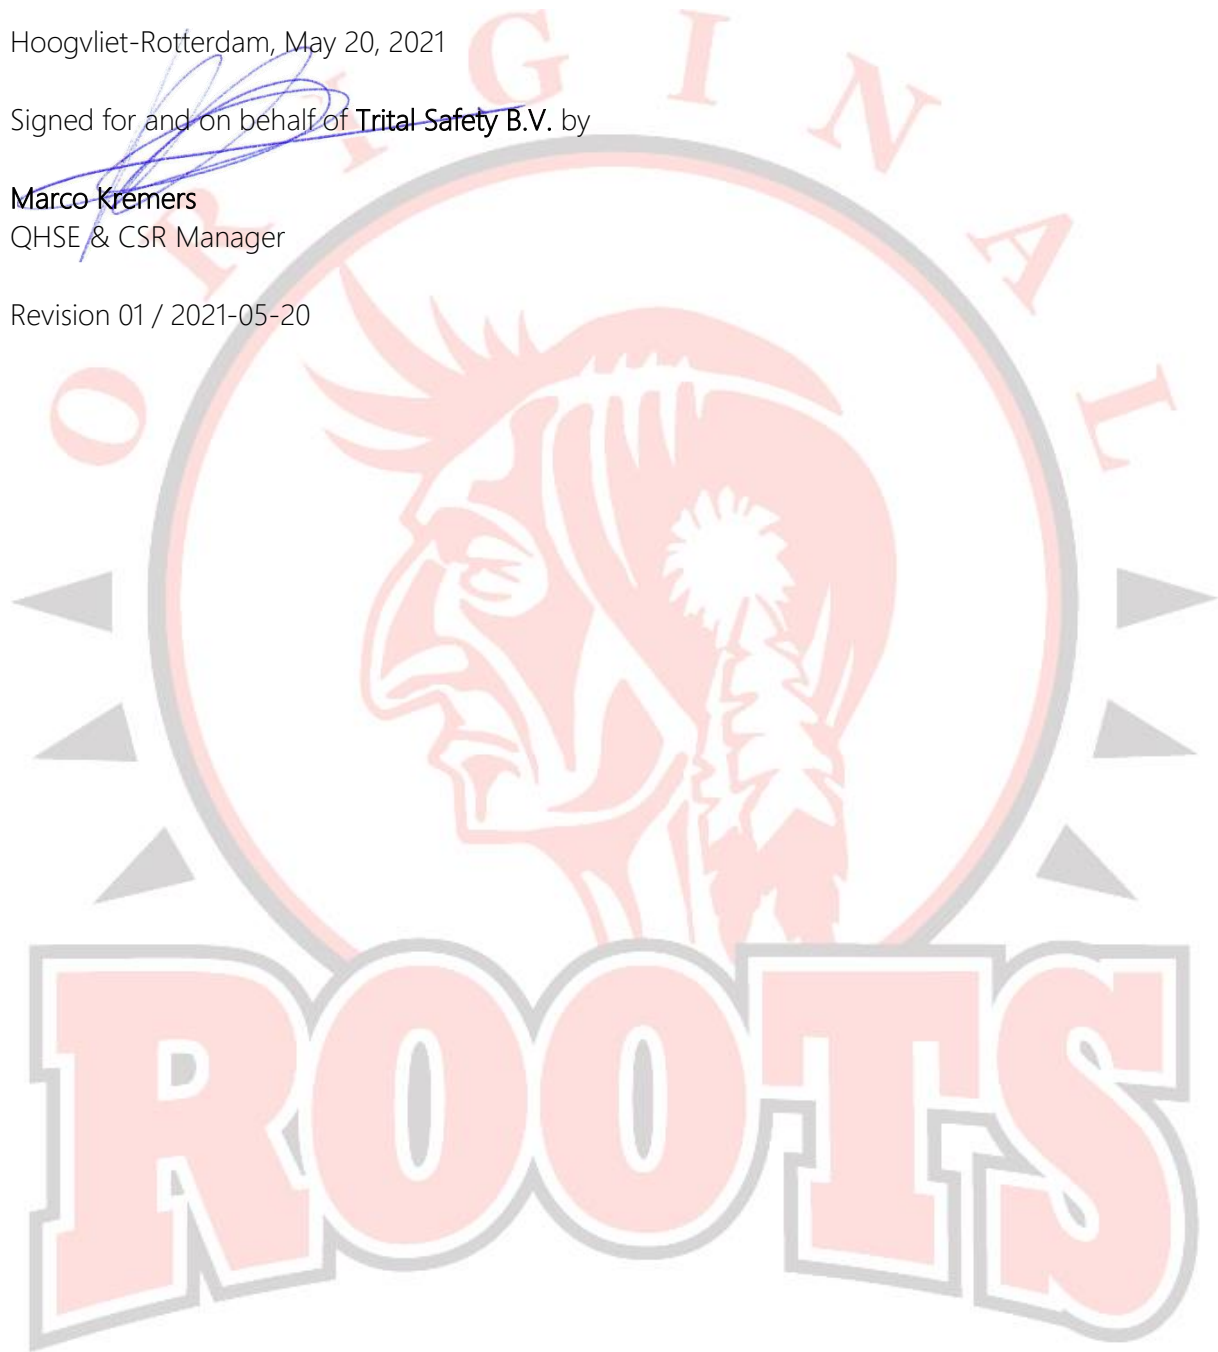 Hoogvliet-Rotterdam, May 20, 2021
Signed for and on behalf of Trital Safety B.V. by
Marco Kremers
QHSE & CSR Manager
Revision 01 / 2021-05-20
ORIGINAL
ROOTS